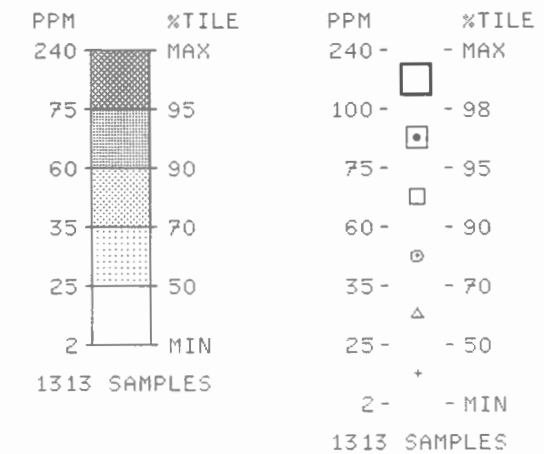 PPM %TILE
240 MAX
75 95
60 90
35 70
25 50
2 MIN
1313 SAMPLES
PPM %TILE
240 - - MAX
100 - - 98
75 - - 95
60 - - 90
35 - - 70
25 - - 50
2 - - MIN
1313 SAMPLES